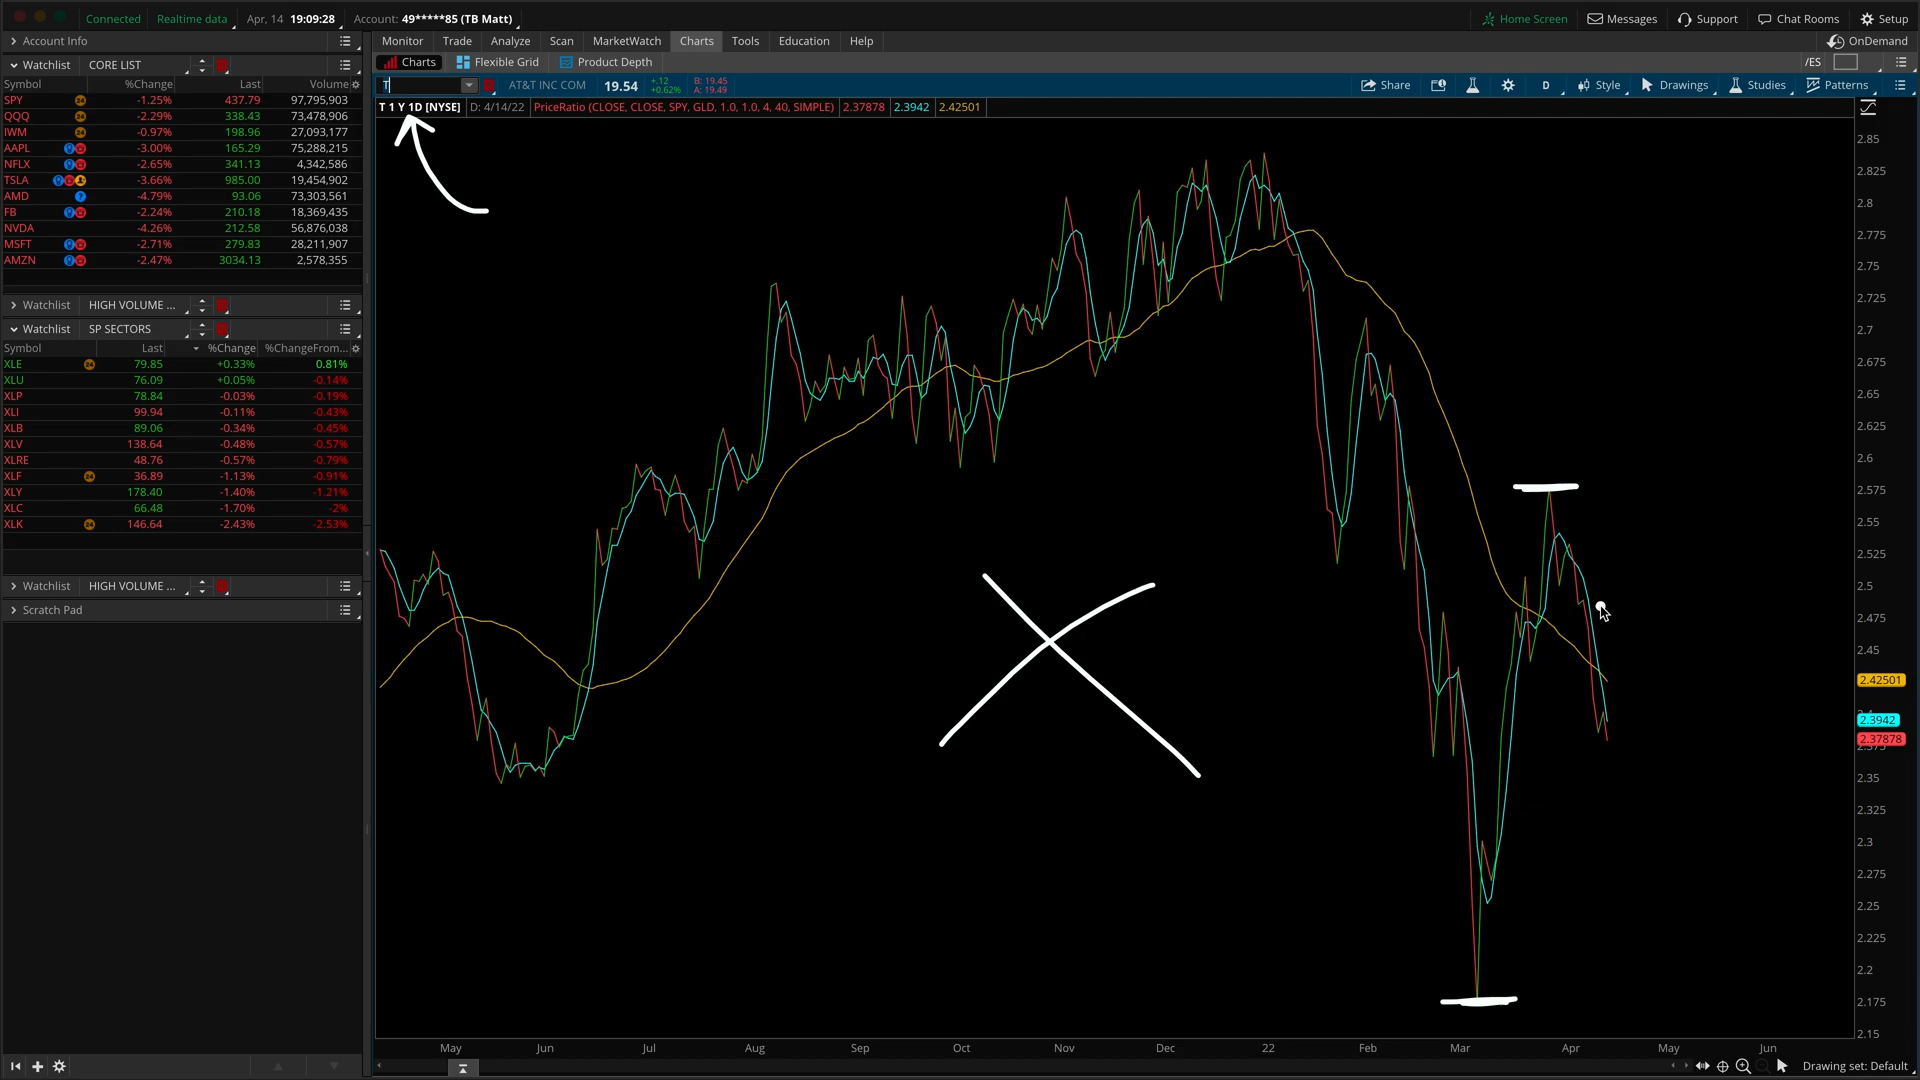 Connected Realtime data Apr, 14 19:09:28 Account: 49*****85 (TB Matt) Home Screen Messages Support Chat Rooms Setup
Account Info Monitor Trade Analyze Scan MarketWatch Charts Tools Education Help OnDemand
Watchlist CORE LIST Charts Flexible Grid Product Depth /ES
Symbol %Change Last Volume T AT&T INC COM 19.54 +.12 +0.62% B: 19.45 A: 19.49 Share D Style Drawings Studies Patterns
T 1 Y 1D [NYSE] D: 4/14/22 PriceRatio (CLOSE, CLOSE, SPY, GLD, 1.0, 1.0, 4, 40, SIMPLE) 2.37878 2.3942 2.42501
SPY -1.25% 437.79 97,795,903
QQQ -2.29% 338.43 73,478,906
IWM -0.97% 198.96 27,093,177
AAPL -3.00% 165.29 75,288,215
NFLX -2.65% 341.13 4,342,586
TSLA -3.66% 985.00 19,454,902
AMD -4.79% 93.06 73,303,561
FB -2.24% 210.18 18,369,435
NVDA -4.26% 212.58 56,876,038
MSFT -2.71% 279.83 28,211,907
AMZN -2.47% 3034.13 2,578,355
Watchlist HIGH VOLUME ...
Watchlist SP SECTORS
Symbol Last %Change %ChangeFrom...
XLE 79.85 +0.33% 0.81%
XLU 76.09 +0.05% -0.14%
XLP 78.84 -0.03% -0.19%
XLI 99.94 -0.11% -0.43%
XLB 89.06 -0.34% -0.45%
XLV 138.64 -0.48% -0.57%
XLRE 48.76 -0.57% -0.79%
XLF 36.89 -1.13% -0.91%
XLY 178.40 -1.40% -1.21%
XLC 66.48 -1.70% -2%
XLK 146.64 -2.43% -2.53%
Watchlist HIGH VOLUME ...
Scratch Pad
2.85
2.825
2.8
2.775
2.75
2.725
2.7
2.675
2.65
2.625
2.6
2.575
2.55
2.525
2.5
2.475
2.45
2.42501
2.3942
2.37878
2.35
2.325
2.3
2.275
2.25
2.225
2.2
2.175
2.15
May Jun Jul Aug Sep Oct Nov Dec 22 Feb Mar Apr May Jun
Drawing set: Default